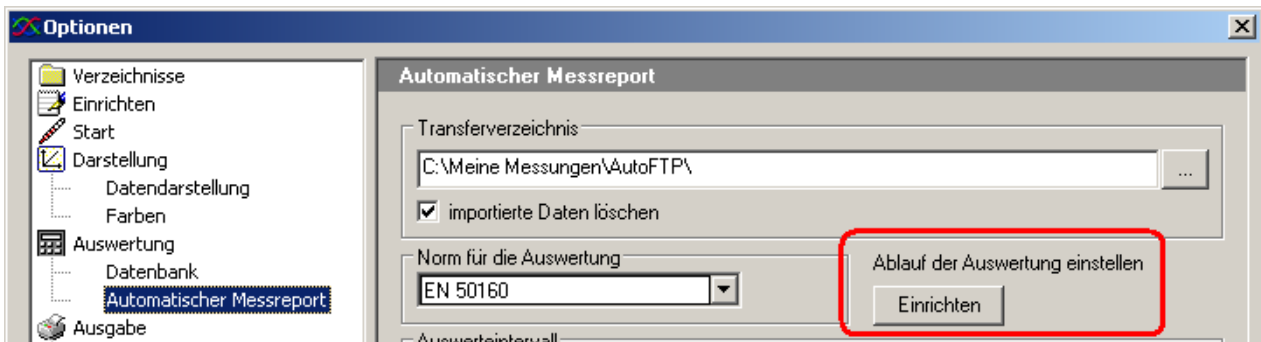 Optionen
Verzeichnisse
Einrichten
Start
Darstellung
Datendarstellung
Farben
Auswertung
Datenbank
Automatischer Messreport
Ausgabe
Automatischer Messreport
Transferverzeichnis
C:\Meine Messungen\AutoFTP\
...
importierte Daten löschen
Norm für die Auswertung
EN 50160
Ablauf der Auswertung einstellen
Einrichten
Auswerteintervall